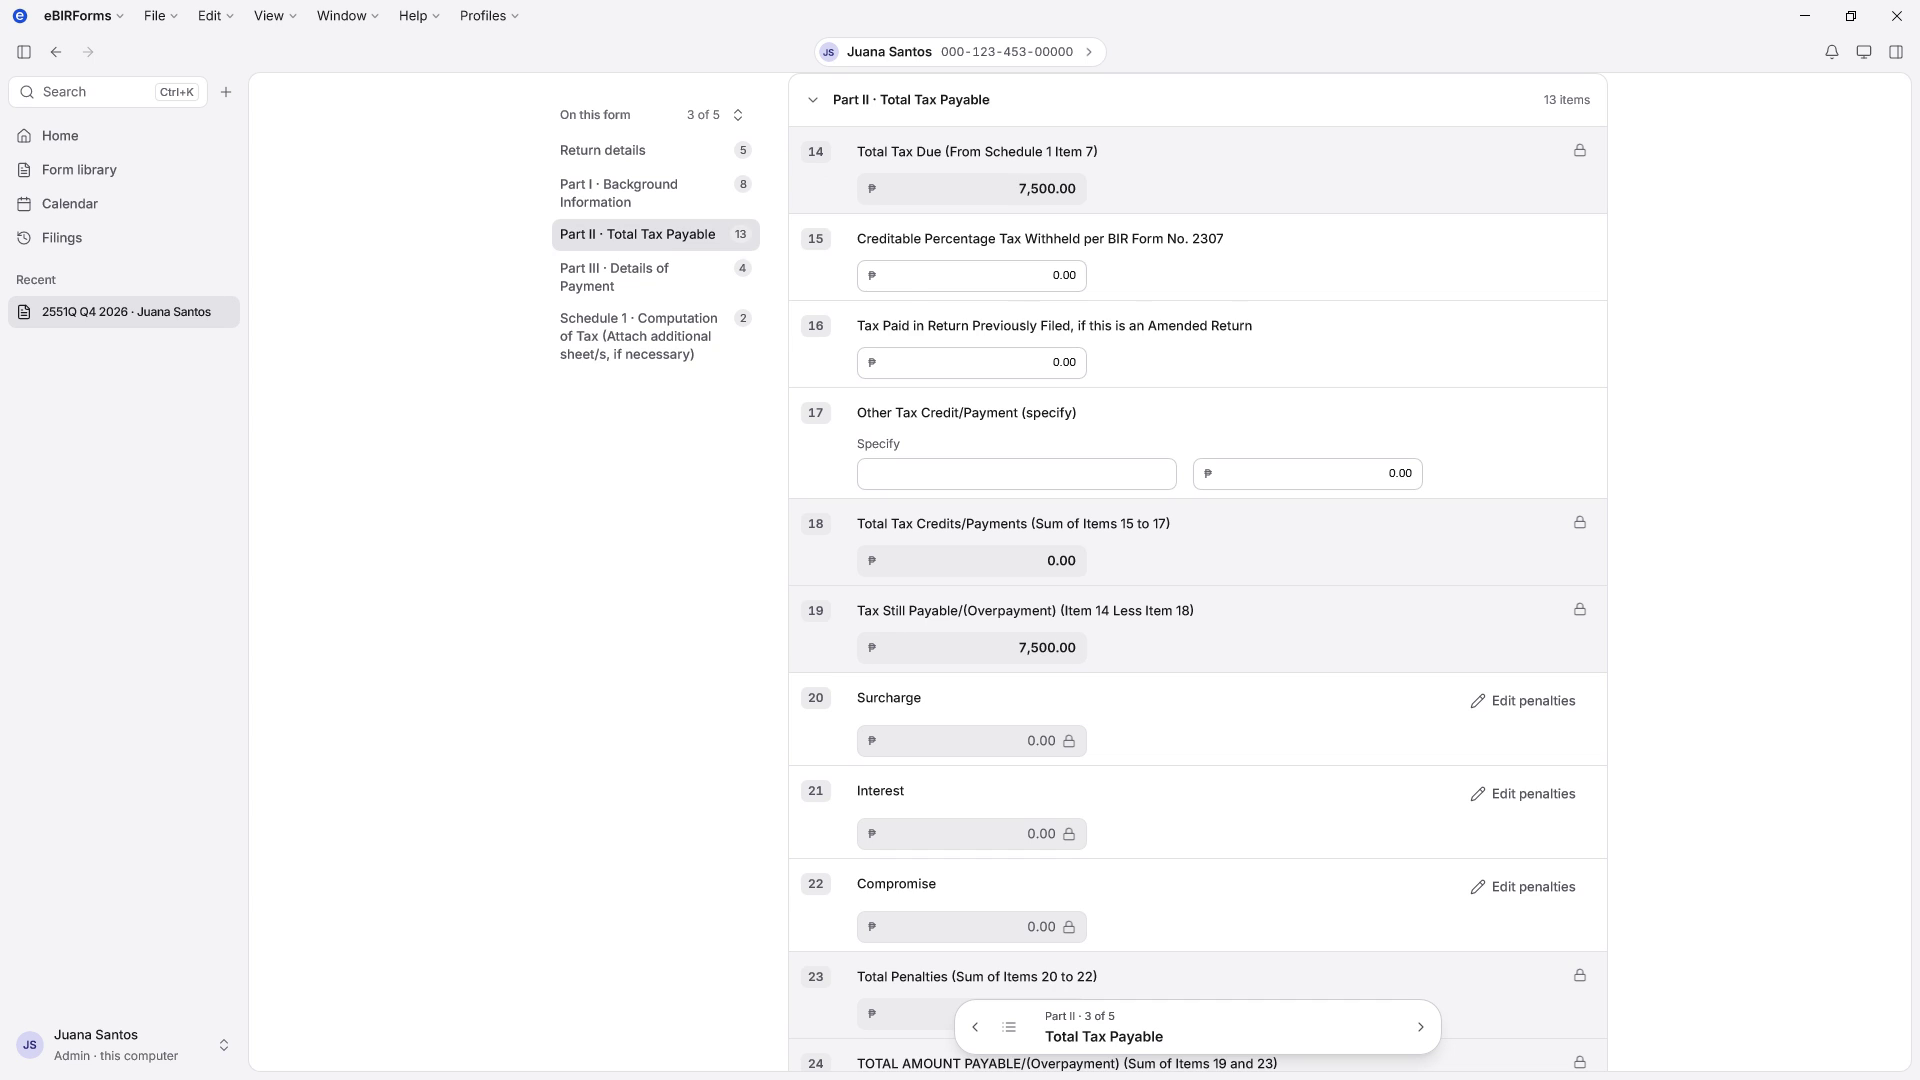 eBIRForms File Edit View Window Help Profiles
JS Juana Santos 000-123-453-00000
Search Ctrl+K
Home
Form library
Calendar
Filings
Recent
2551Q Q4 2026 · Juana Santos
JS Juana Santos
Admin · this computer
On this form 3 of 5
Return details 5
Part I · Background 8
Information
Part II · Total Tax Payable 13
Part III · Details of 4
Payment
Schedule 1 · Computation 2
of Tax (Attach additional
sheet/s, if necessary)
Part II · Total Tax Payable 13 items
14 Total Tax Due (From Schedule 1 Item 7)
₱ 7,500.00
15 Creditable Percentage Tax Withheld per BIR Form No. 2307
₱ 0.00
16 Tax Paid in Return Previously Filed, if this is an Amended Return
₱ 0.00
17 Other Tax Credit/Payment (specify)
Specify
₱ 0.00
18 Total Tax Credits/Payments (Sum of Items 15 to 17)
₱ 0.00
19 Tax Still Payable/(Overpayment) (Item 14 Less Item 18)
₱ 7,500.00
20 Surcharge Edit penalties
₱ 0.00
21 Interest Edit penalties
₱ 0.00
22 Compromise Edit penalties
₱ 0.00
23 Total Penalties (Sum of Items 20 to 22)
₱
Part II · 3 of 5
Total Tax Payable
24 TOTAL AMOUNT PAYABLE/(Overpayment) (Sum of Items 19 and 23)